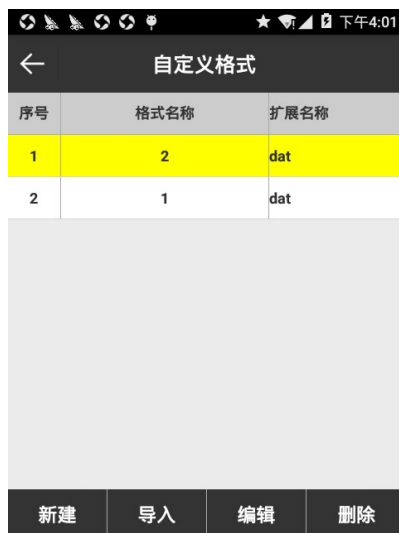 下午4:01
自定义格式
序号 格式名称 扩展名称
1 2 dat
2 1 dat
新建 导入 编辑 删除